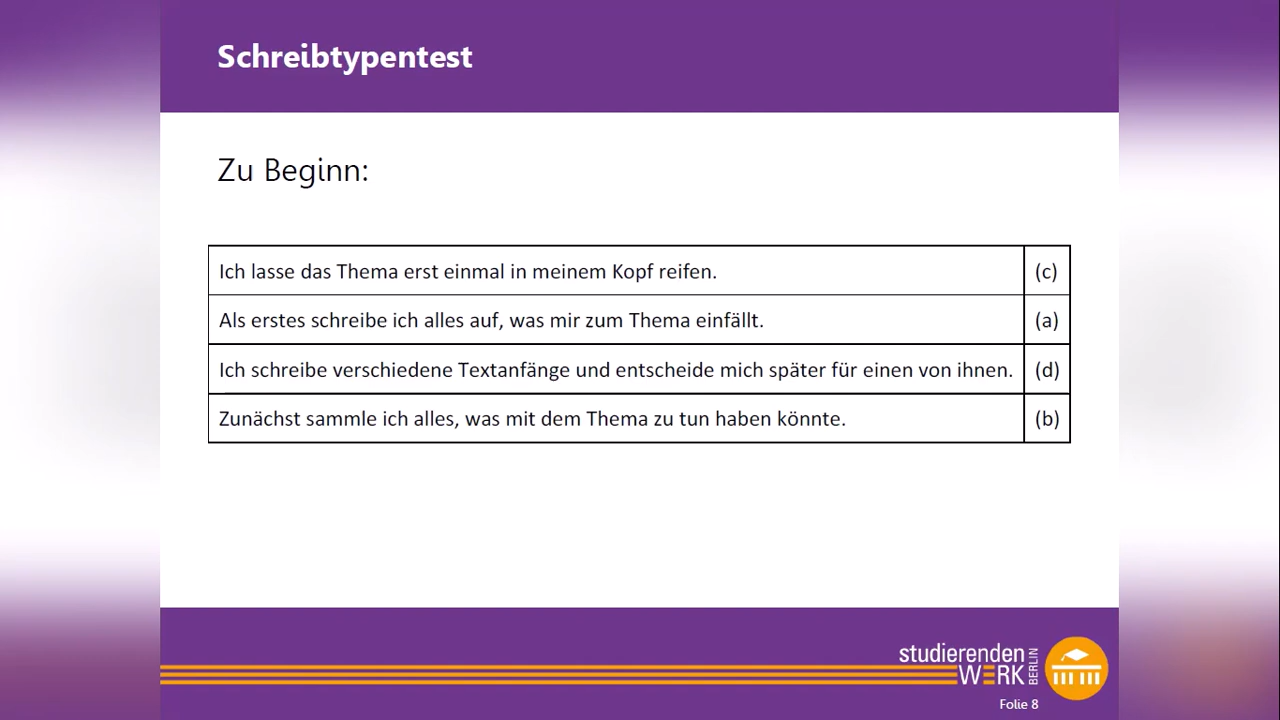 Schreibtypentest
Zu Beginn:
Ich lasse das Thema erst einmal in meinem Kopf reifen. (c)
Als erstes schreibe ich alles auf, was mir zum Thema einfällt. (a)
Ich schreibe verschiedene Textanfänge und entscheide mich später für einen von ihnen. (d)
Zunächst sammle ich alles, was mit dem Thema zu tun haben könnte. (b)
studierenden
WERK
BERLIN
Folie 8